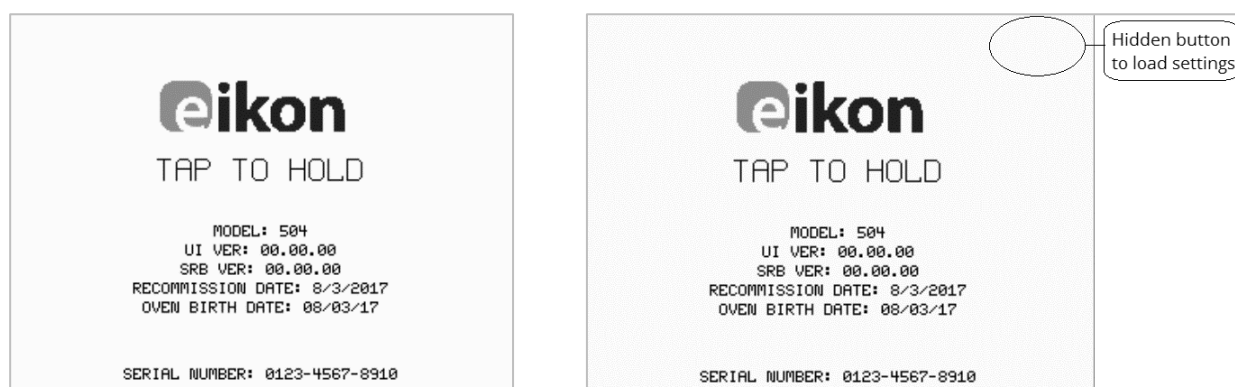 eikon
TAP TO HOLD
MODEL: 504
UI VER: 00.00.00
SRB VER: 00.00.00
RECOMMISSION DATE: 8/3/2017
OVEN BIRTH DATE: 08/03/17
SERIAL NUMBER: 0123-4567-8910
eikon
TAP TO HOLD
MODEL: 504
UI VER: 00.00.00
SRB VER: 00.00.00
RECOMMISSION DATE: 8/3/2017
OVEN BIRTH DATE: 08/03/17
SERIAL NUMBER: 0123-4567-8910
Hidden button
to load settings